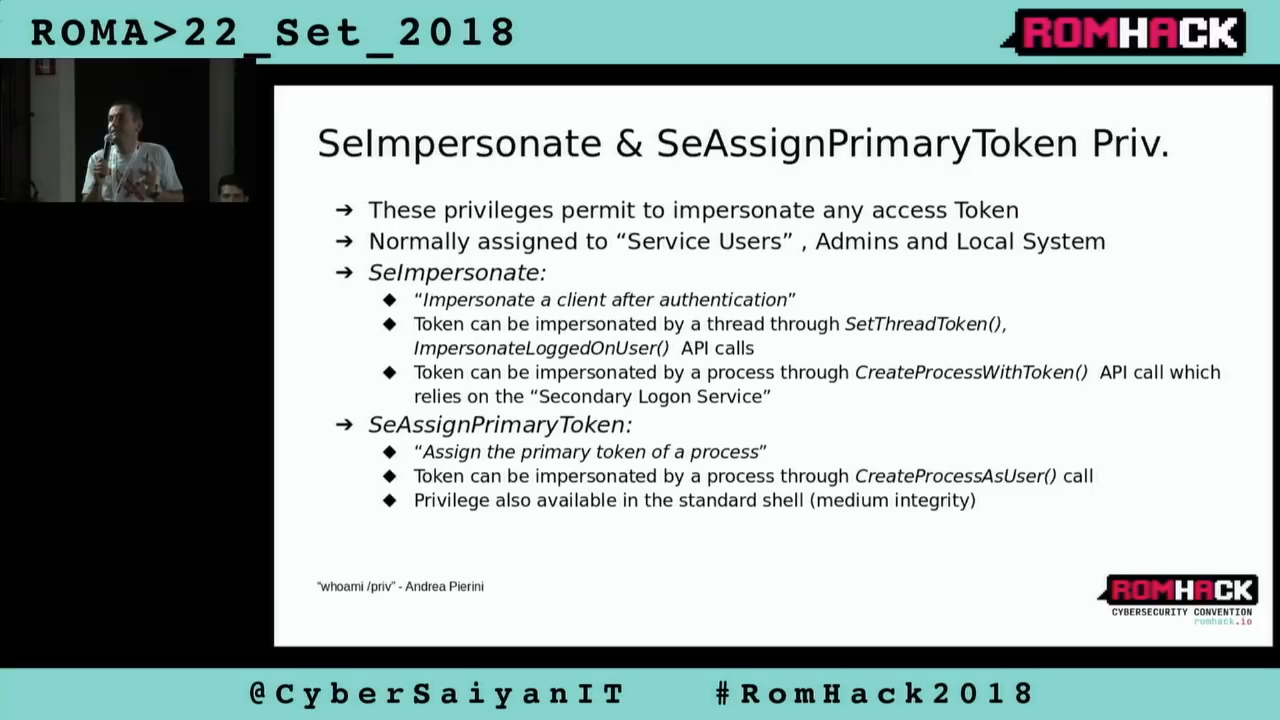 ROMA>22_Set_2018
ROMHACK
SeImpersonate & SeAssignPrimaryToken Priv.
➔ These privileges permit to impersonate any access Token
➔ Normally assigned to “Service Users” , Admins and Local System
➔ SeImpersonate:
◆ “Impersonate a client after authentication”
◆ Token can be impersonated by a thread through SetThreadToken(),
ImpersonateLoggedOnUser() API calls
◆ Token can be impersonated by a process through CreateProcessWithToken() API call which
relies on the “Secondary Logon Service”
➔ SeAssignPrimaryToken:
◆ “Assign the primary token of a process”
◆ Token can be impersonated by a process through CreateProcessAsUser() call
◆ Privilege also available in the standard shell (medium integrity)
"whoami /priv" - Andrea Pierini
ROMHACK
CYBERSECURITY CONVENTION
romhack.io
@CyberSaiyanIT #RomHack2018